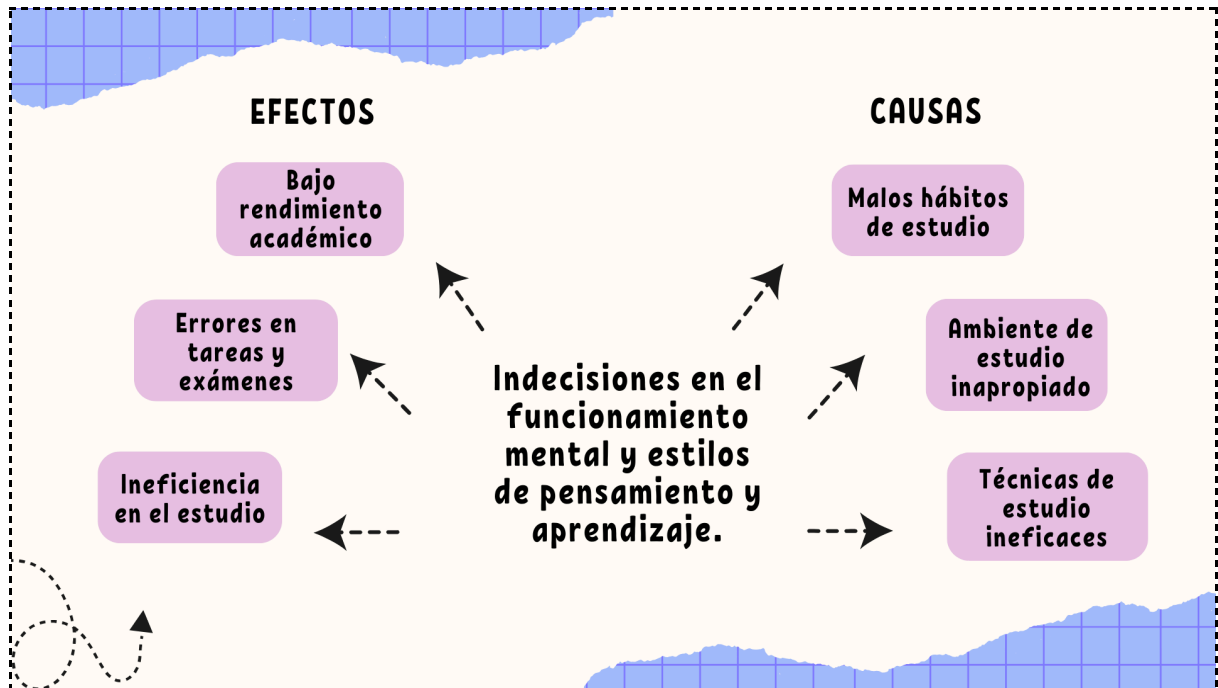 EFECTOS
Bajo
rendimiento
académico
Errores en
tareas y
exámenes
Ineficiencia
en el estudio
Indecisiones en el
funcionamiento
mental y estilos
de pensamiento y
aprendizaje.
CAUSAS
Malos hábitos
de estudio
Ambiente de
estudio
inapropiado
Técnicas de
estudio
ineficaces